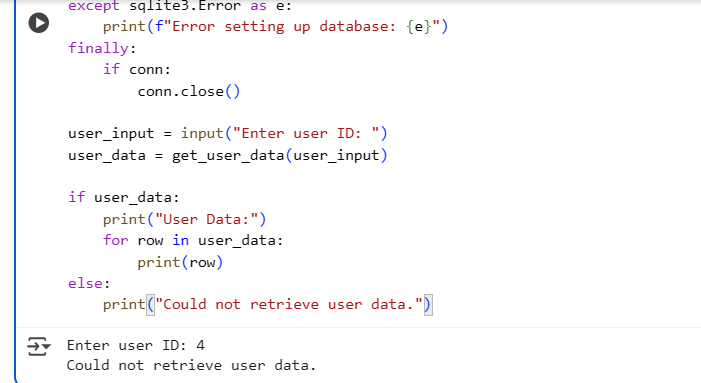 except sqlite3.Error as e:
    print(f"Error setting up database: {e}")
finally:
    if conn:
        conn.close()

user_input = input("Enter user ID: ")
user_data = get_user_data(user_input)

if user_data:
    print("User Data:")
    for row in user_data:
        print(row)
else:
    print("Could not retrieve user data.")
Enter user ID: 4
Could not retrieve user data.